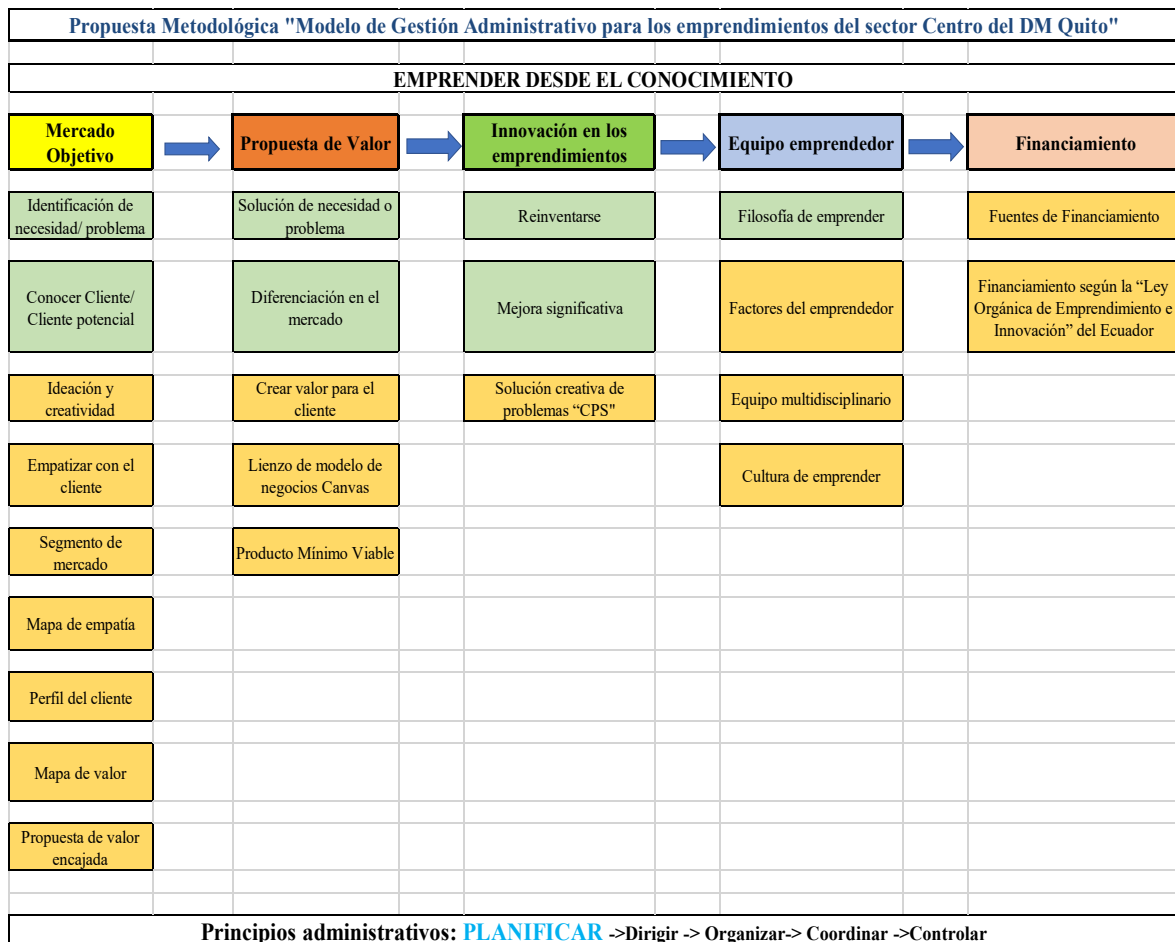 Propuesta Metodológica "Modelo de Gestión Administrativo para los emprendimientos del sector Centro del DM Quito"
EMPRENDER DESDE EL CONOCIMIENTO
Mercado
Objetivo
Propuesta de Valor
Innovación en los
emprendimientos
Equipo emprendedor
Financiamiento
Identificación de
necesidad/ problema
Solución de necesidad o
problema
Reinventarse
Filosofía de emprender
Fuentes de Financiamiento
Conocer Cliente/
Cliente potencial
Diferenciación en el
mercado
Mejora significativa
Factores del emprendedor
Financiamiento según la “Ley
Orgánica de Emprendimiento e
Innovación” del Ecuador
Ideación y
creatividad
Crear valor para el
cliente
Solución creativa de
problemas “CPS"
Equipo multidisciplinario
Empatizar con el
cliente
Lienzo de modelo de
negocios Canvas
Cultura de emprender
Segmento de
mercado
Producto Mínimo Viable
Mapa de empatía
Perfil del cliente
Mapa de valor
Propuesta de valor
encajada
Principios administrativos: PLANIFICAR ->Dirigir -> Organizar-> Coordinar ->Controlar